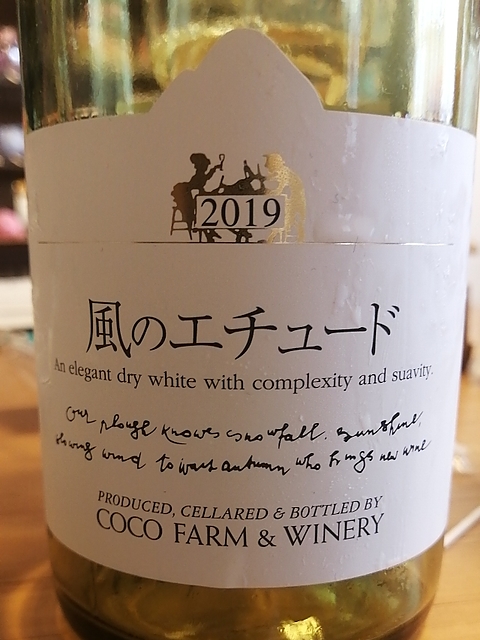 2019
風のエチュード
An elegant dry white with complexity and suavity.
Our plough knows snowfall, sunshine,
blowing wind to wait autumn who brings new wine
PRODUCED, CELLARED & BOTTLED BY
COCO FARM & WINERY